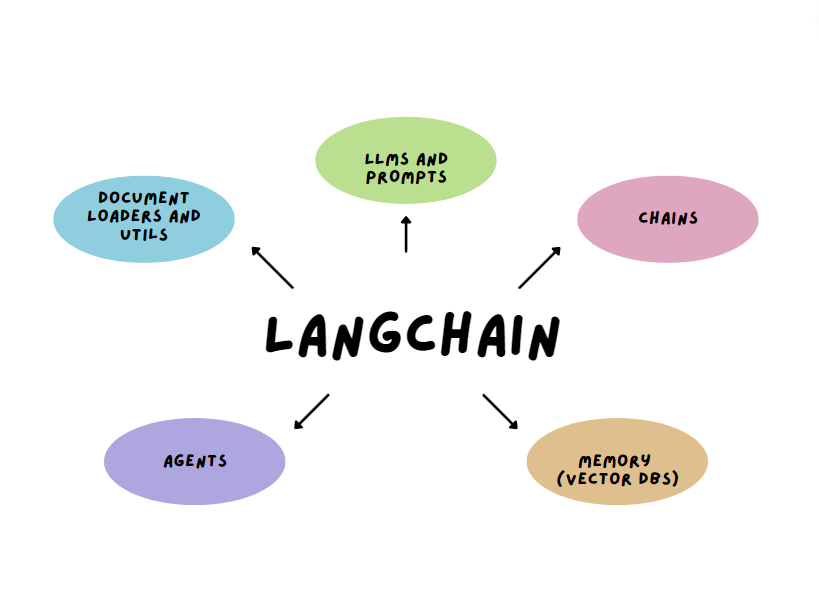 LLMS AND
PROMPTS
DOCUMENT
LOADERS AND
UTILS
CHAINS
LANGCHAIN
AGENTS
MEMORY
(VECTOR DBS)